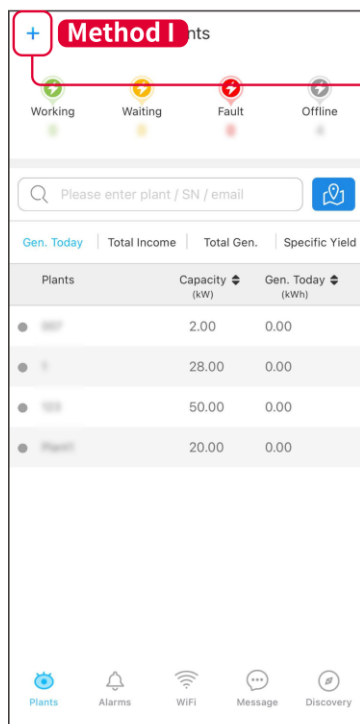 + Method I nts
Working Waiting Fault Offline
Please enter plant / SN / email
Gen. Today Total Income Total Gen. Specific Yield
Plants Capacity Gen. Today
(kW) (kWh)
2.00 0.00
28.00 0.00
50.00 0.00
20.00 0.00
Plants Alarms WiFi Message Discovery